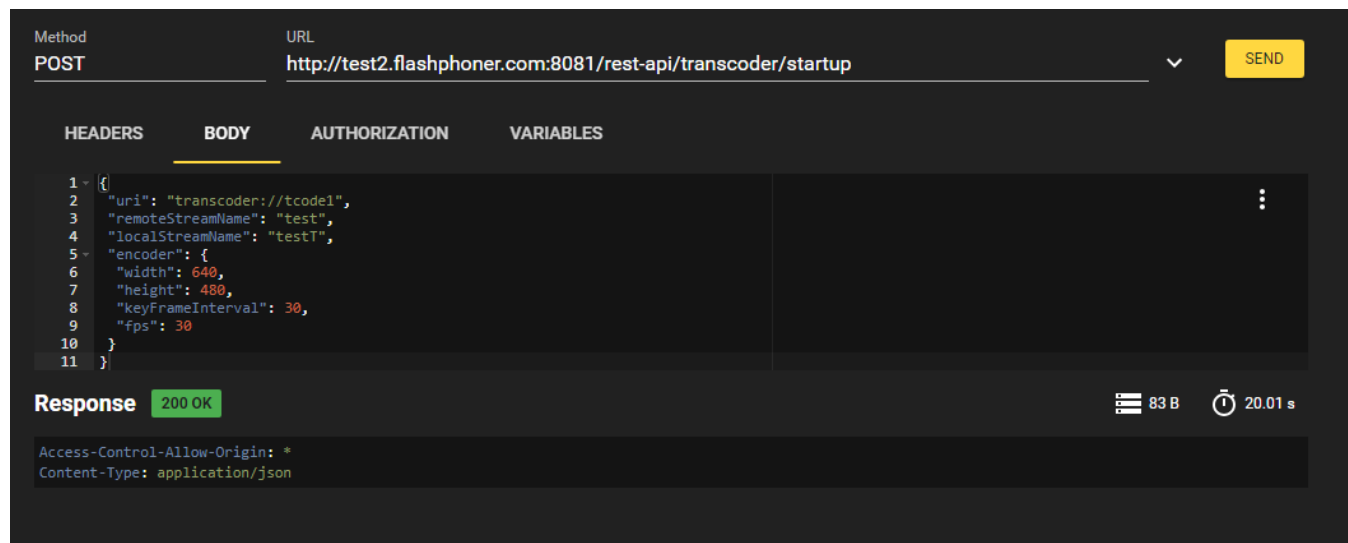 Method URL
POST http://test2.flashphoner.com:8081/rest-api/transcoder/startup SEND
HEADERS BODY AUTHORIZATION VARIABLES
1 {
2 "uri": "transcoder://tcode1",
3 "remoteStreamName": "test",
4 "localStreamName": "testT",
5 "encoder": {
6 "width": 640,
7 "height": 480,
8 "keyFrameInterval": 30,
9 "fps": 30
10 }
11 }
Response 200 OK 83 B 20.01 s
Access-Control-Allow-Origin: *
Content-Type: application/json